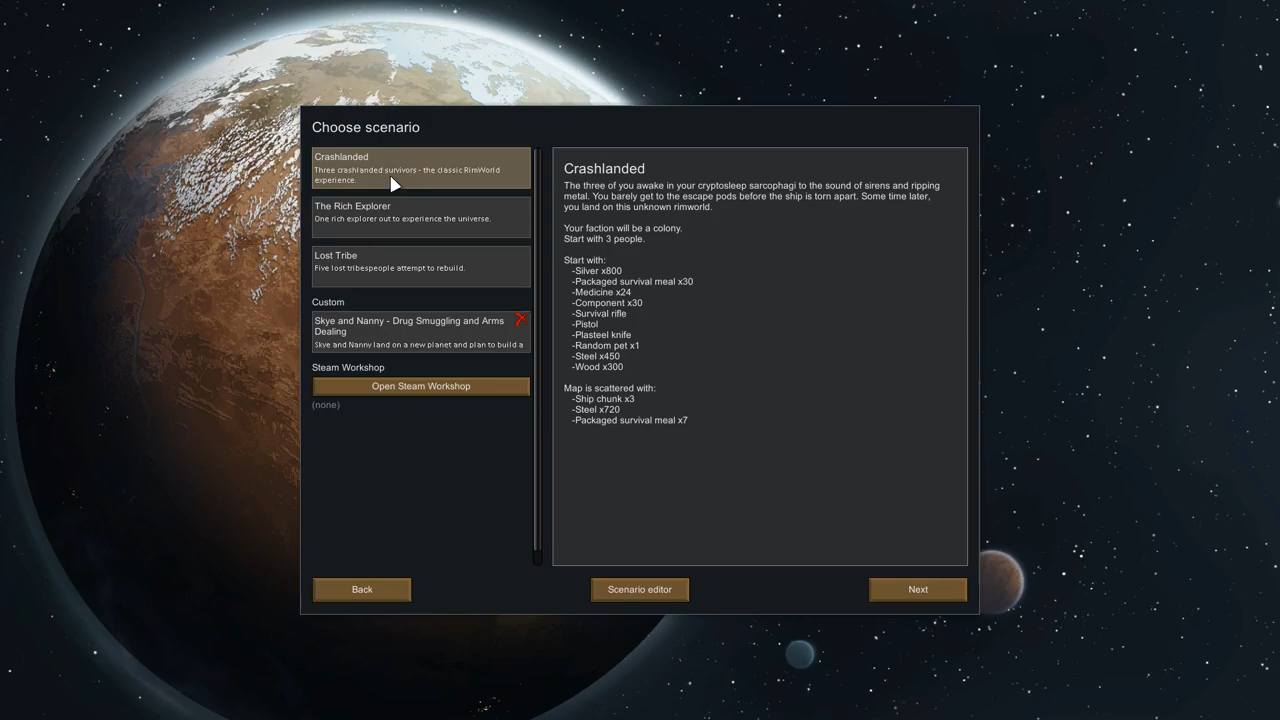 Choose scenario
Crashlanded
Three crashlanded survivors - the classic RimWorld
experience.
The Rich Explorer
One rich explorer out to experience the universe.
Lost Tribe
Five lost tribespeople attempt to rebuild.
Custom
Skye and Nanny - Drug Smuggling and Arms
Dealing
Skye and Nanny land on a new planet and plan to build a
Steam Workshop
Open Steam Workshop
(none)
Crashlanded
The three of you awake in your cryptosleep sarcophagi to the sound of sirens and ripping
metal. You barely get to the escape pods before the ship is torn apart. Some time later,
you land on this unknown rimworld.
Your faction will be a colony.
Start with 3 people.
Start with:
-Silver x800
-Packaged survival meal x30
-Medicine x24
-Component x30
-Survival rifle
-Pistol
-Plasteel knife
-Random pet x1
-Steel x450
-Wood x300
Map is scattered with:
-Ship chunk x3
-Steel x720
-Packaged survival meal x7
Back
Scenario editor
Next